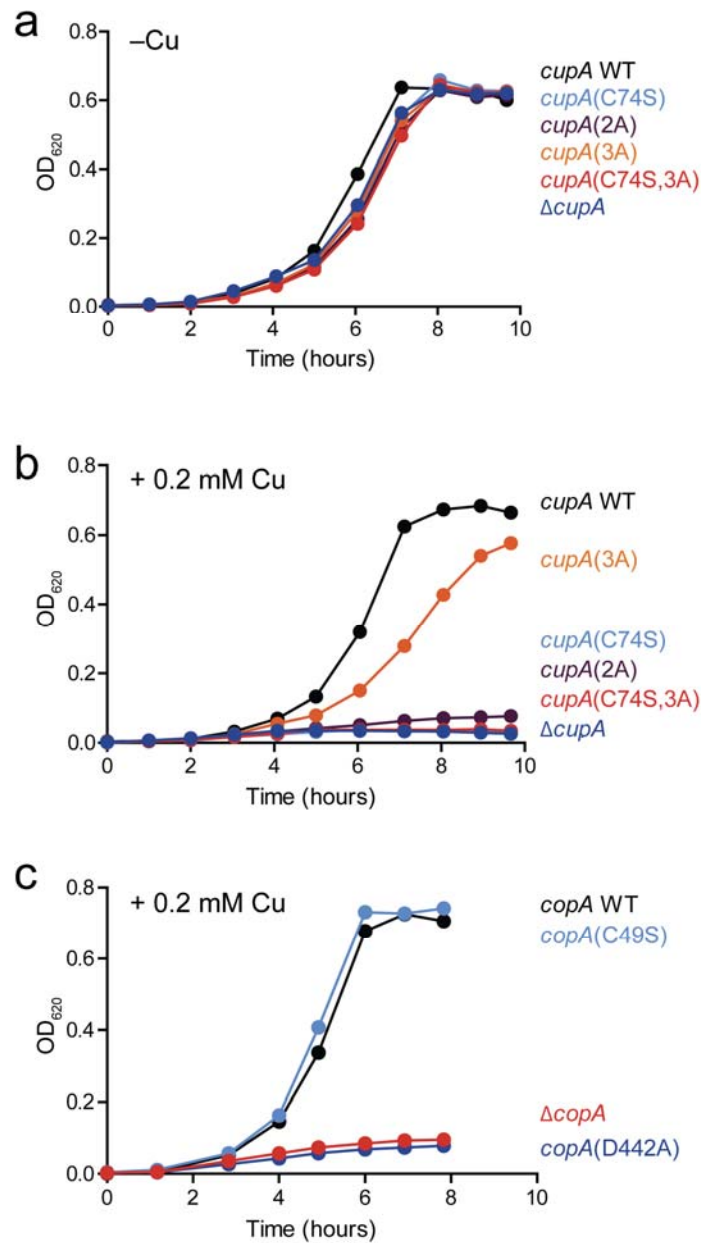 a
–Cu
0.8
0.6
0.4
0.2
0.0
OD620
0 2 4 6 8 10
Time (hours)
cupA WT
cupA(C74S)
cupA(2A)
cupA(3A)
cupA(C74S,3A)
ΔcupA
b
+ 0.2 mM Cu
0.8
0.6
0.4
0.2
0.0
OD620
0 2 4 6 8 10
Time (hours)
cupA WT
cupA(3A)
cupA(C74S)
cupA(2A)
cupA(C74S,3A)
ΔcupA
c
+ 0.2 mM Cu
0.8
0.6
0.4
0.2
0.0
OD620
0 2 4 6 8 10
Time (hours)
copA WT
copA(C49S)
ΔcopA
copA(D442A)